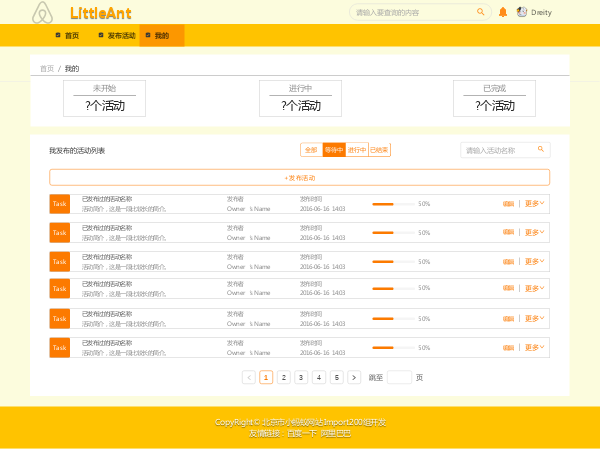 LittleAnt
请输入要查询的内容
Dreity
首页
发布活动
我的
首页 / 我的
未开始
?个活动
进行中
?个活动
已完成
?个活动
我发布的活动列表
全部
等待中
进行中
已结束
请输入活动名称
+发布活动
Task
已发布过的活动名称
活动简介，这是一段比较长的简介。
发布者
Owner's Name
发布时间
2016-06-16 14:03
50%
编辑
更多
Task
已发布过的活动名称
活动简介，这是一段比较长的简介。
发布者
Owner's Name
发布时间
2016-06-16 14:03
50%
编辑
更多
Task
已发布过的活动名称
活动简介，这是一段比较长的简介。
发布者
Owner's Name
发布时间
2016-06-16 14:03
50%
编辑
更多
Task
已发布过的活动名称
活动简介，这是一段比较长的简介。
发布者
Owner's Name
发布时间
2016-06-16 14:03
50%
编辑
更多
Task
已发布过的活动名称
活动简介，这是一段比较长的简介。
发布者
Owner's Name
发布时间
2016-06-16 14:03
50%
编辑
更多
Task
已发布过的活动名称
活动简介，这是一段比较长的简介。
发布者
Owner's Name
发布时间
2016-06-16 14:03
50%
编辑
更多
< 1 2 3 4 5 > 跳至 页
CopyRight© 北京市小蚂蚁网站Import200组开发
友情链接：百度一下 阿里巴巴